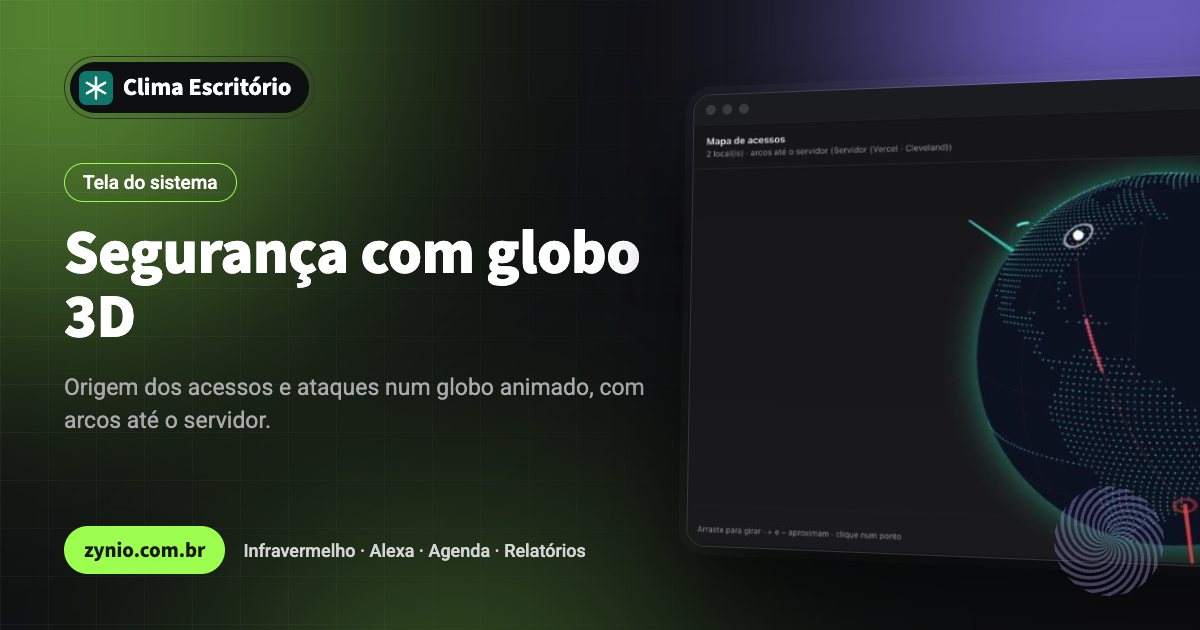 Clima Escritório
Tela do sistema
Segurança com globo
3D
Origem dos acessos e ataques num globo animado, com
arcos até o servidor.
zynio.com.br
Infravermelho · Alexa · Agenda · Relatórios
Mapa de acessos
2 local(is) · arcos até o servidor (Servidor (Vercel · Cleveland))
Arraste para girar · + e − aproximam · clique num ponto